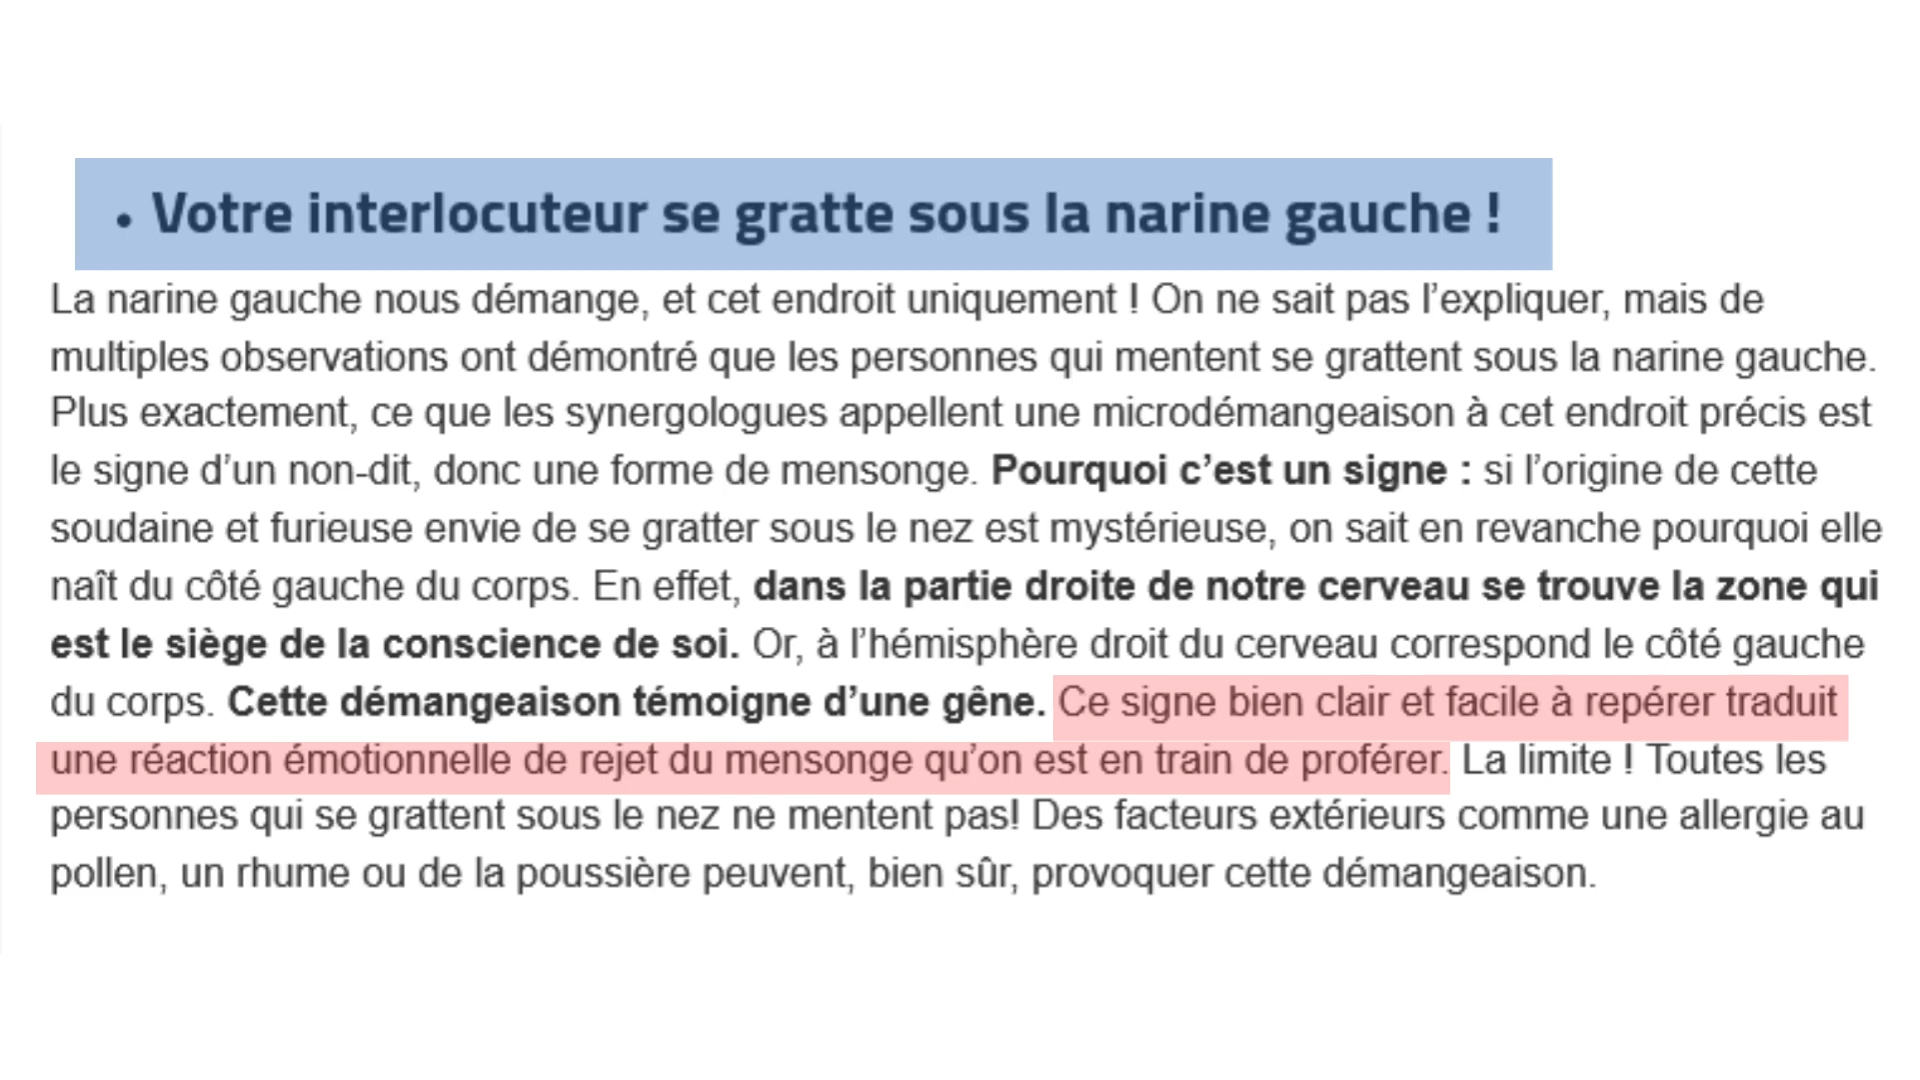 • Votre interlocuteur se gratte sous la narine gauche !
La narine gauche nous démange, et cet endroit uniquement ! On ne sait pas l’expliquer, mais de
multiples observations ont démontré que les personnes qui mentent se grattent sous la narine gauche.
Plus exactement, ce que les synergologues appellent une microdémangeaison à cet endroit précis est
le signe d’un non-dit, donc une forme de mensonge. Pourquoi c’est un signe : si l’origine de cette
soudaine et furieuse envie de se gratter sous le nez est mystérieuse, on sait en revanche pourquoi elle
naît du côté gauche du corps. En effet, dans la partie droite de notre cerveau se trouve la zone qui
est le siège de la conscience de soi. Or, à l’hémisphère droit du cerveau correspond le côté gauche
du corps. Cette démangeaison témoigne d’une gêne. Ce signe bien clair et facile à repérer traduit
une réaction émotionnelle de rejet du mensonge qu’on est en train de proférer. La limite ! Toutes les
personnes qui se grattent sous le nez ne mentent pas! Des facteurs extérieurs comme une allergie au
pollen, un rhume ou de la poussière peuvent, bien sûr, provoquer cette démangeaison.